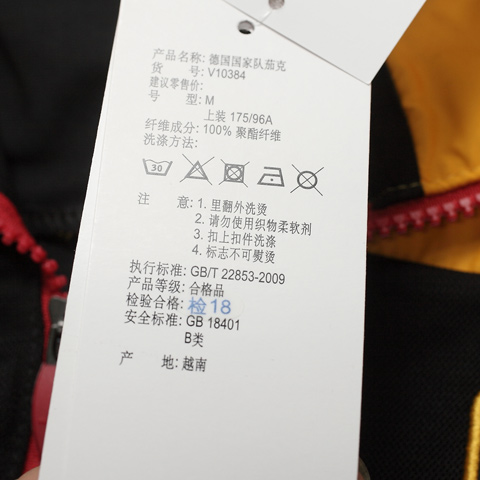 产品名称: 德国国家队茄克
货 号: V10384
建议零售价:
号 型: M
上装 175/96A
纤维成分: 100% 聚酯纤维
洗涤方法:
30
注 意: 1. 里翻外洗烫
2. 请勿使用织物柔软剂
3. 扣上扣件洗涤
4. 标志不可熨烫
执行标准: GB/T 22853-2009
产品等级: 合格品
检验合格: 检18
安全标准: GB 18401
B类
产 地: 越南